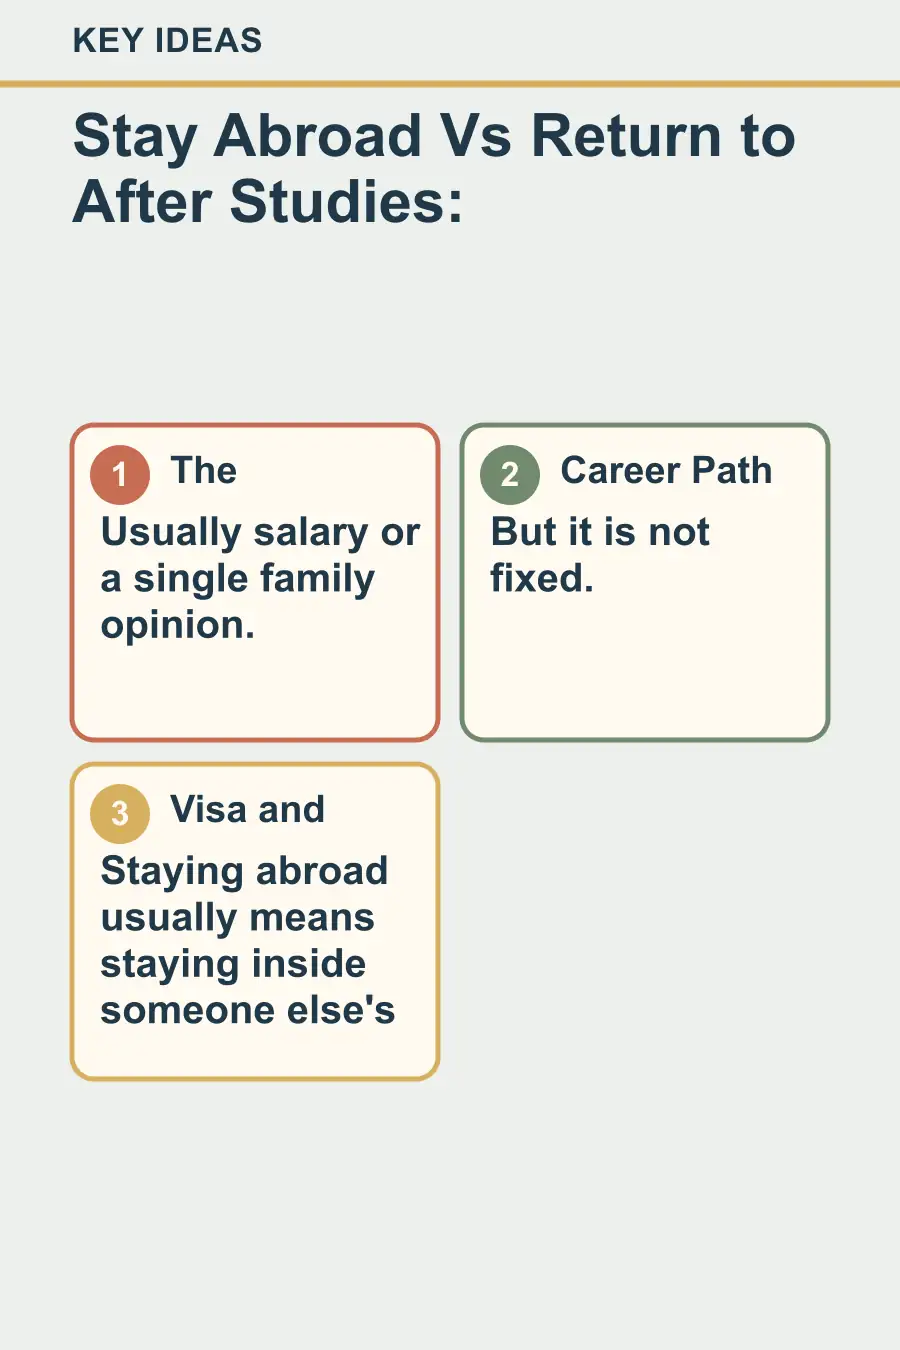 KEY IDEAS
Stay Abroad Vs Return to
After Studies:
1 The
Usually salary or
a single family
opinion.
2 Career Path
But it is not
fixed.
3 Visa and
Staying abroad
usually means
staying inside
someone else's